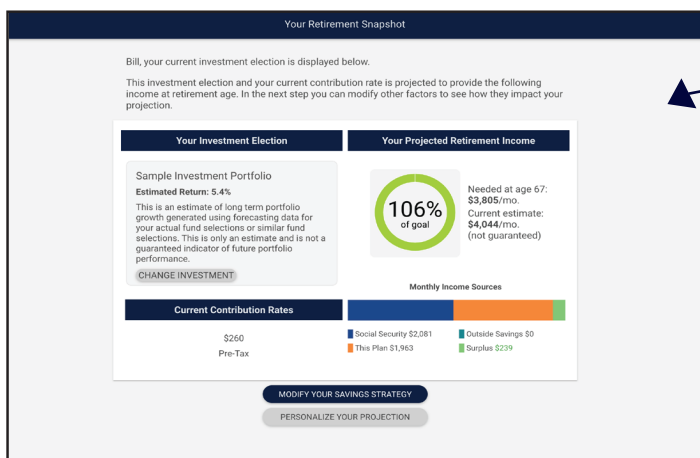 Your Retirement Snapshot
Bill, your current investment election is displayed below.
This investment election and your current contribution rate is projected to provide the following
income at retirement age. In the next step you can modify other factors to see how they impact your
projection.
Your Investment Election
Sample Investment Portfolio
Estimated Return: 5.4%
This is an estimate of long term portfolio
growth generated using forecasting data for
your actual fund selections or similar fund
selections. This is only an estimate and is not a
guaranteed indicator of future portfolio
performance.
CHANGE INVESTMENT
Current Contribution Rates
$260
Pre-Tax
Your Projected Retirement Income
106%
of goal
Needed at age 67:
$3,805/mo.
Current estimate:
$4,044/mo.
(not guaranteed)
Monthly Income Sources
Social Security $2,081
Outside Savings $0
This Plan $1,963
Surplus $239
MODIFY YOUR SAVINGS STRATEGY
PERSONALIZE YOUR PROJECTION